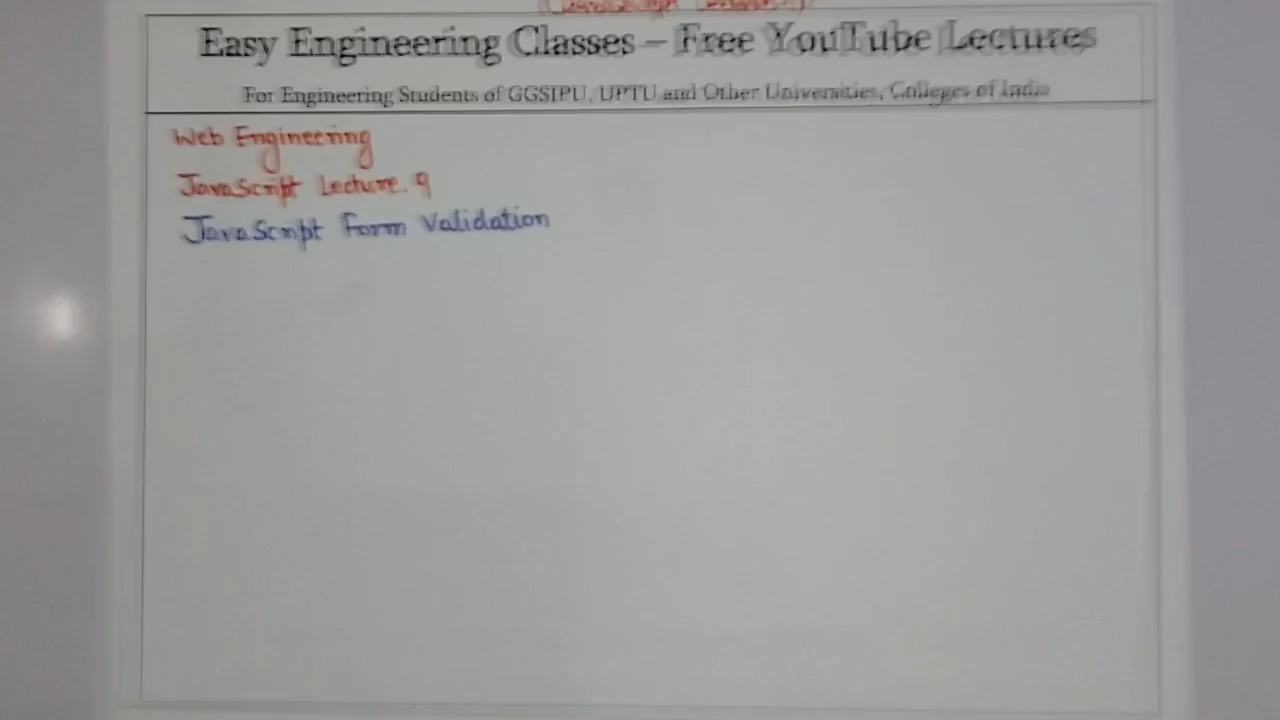 Easy Engineering Classes – Free YouTube Lectures
For Engineering Students of GGSIPU, UPTU and Other Universities, Colleges of India
Web Engineering
JavaScript Lecture.9
JavaScript Form Validation